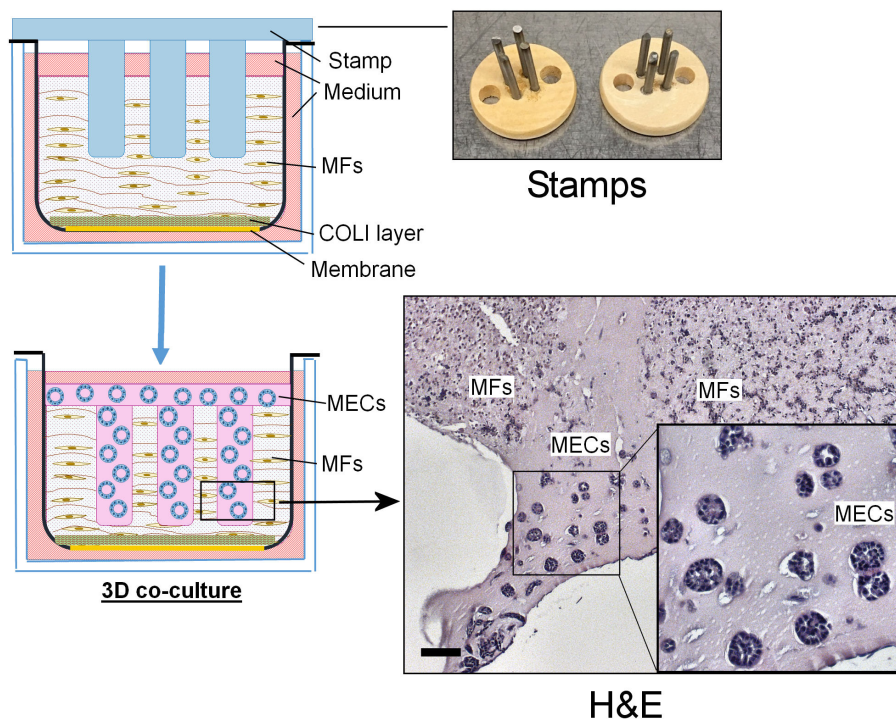 Stamp
Medium
MFs
COLI layer
Membrane
Stamps
MECs
MFs
3D co-culture
MFs
MFs
MECs
MECs
H&E